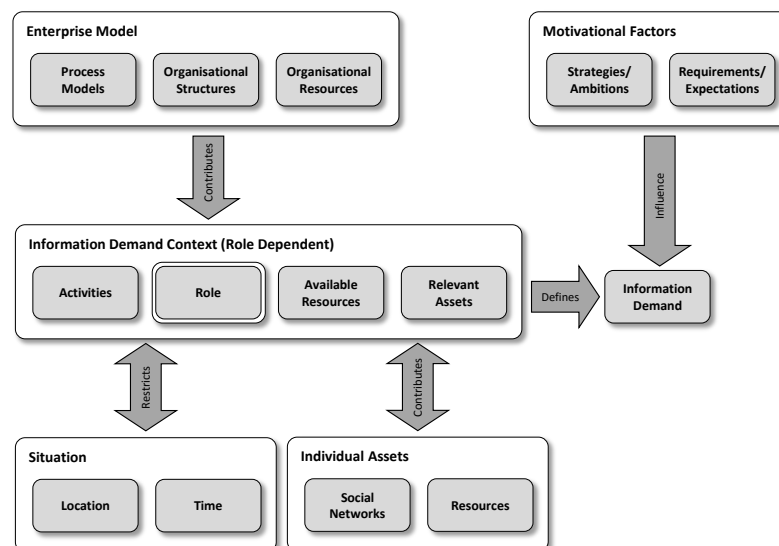 Enterprise Model
Process
Models
Organisational
Structures
Organisational
Resources
Motivational Factors
Strategies/
Ambitions
Requirements/
Expectations
Contributes
Influence
Information Demand Context (Role Dependent)
Activities
Role
Available
Resources
Relevant
Assets
Defines
Information
Demand
Restricts
Contributes
Situation
Location
Time
Individual Assets
Social
Networks
Resources